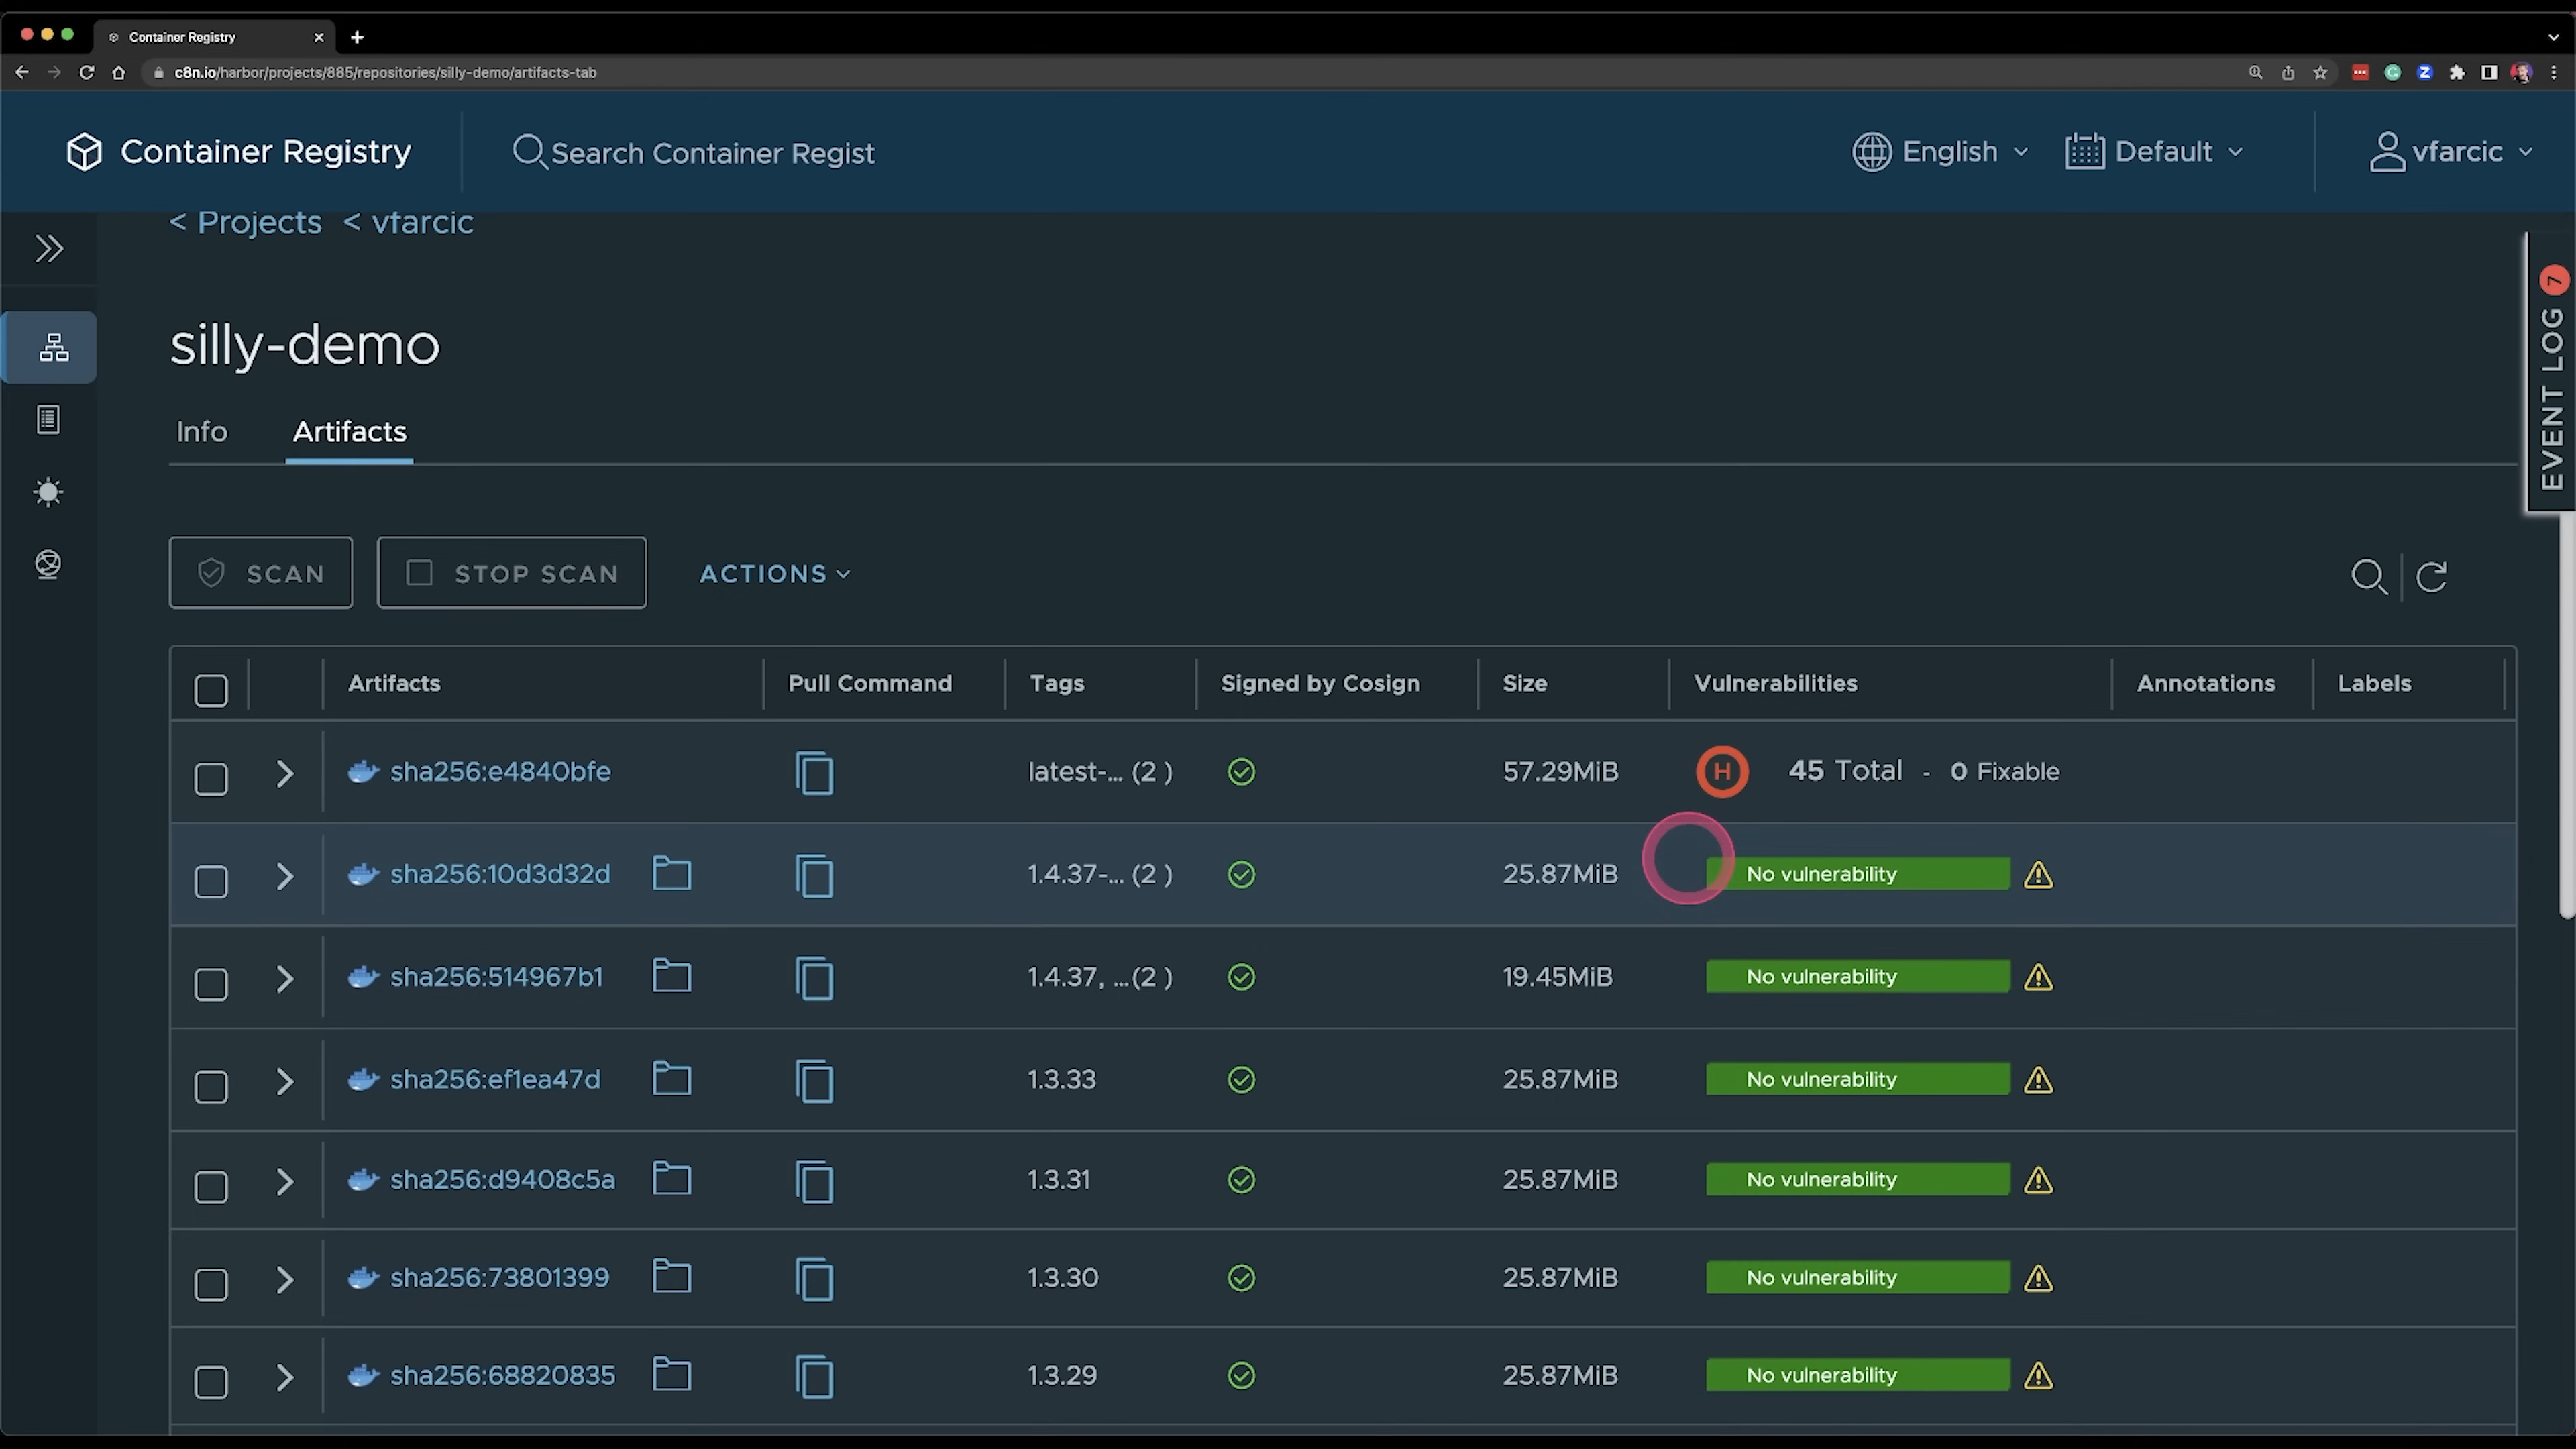 Container Registry
c8n.io/harbor/projects/885/repositories/silly-demo/artifacts-tab
Container Registry
Search Container Regist
English
Default
vfarcic
< Projects < vfarcic
EVENT LOG 7
silly-demo
Info Artifacts
SCAN STOP SCAN ACTIONS
Artifacts Pull Command Tags Signed by Cosign Size Vulnerabilities Annotations Labels
sha256:e4840bfe latest-... (2 ) 57.29MiB H 45 Total - 0 Fixable
sha256:10d3d32d 1.4.37-... (2 ) 25.87MiB No vulnerability
sha256:514967b1 1.4.37, ...(2 ) 19.45MiB No vulnerability
sha256:ef1ea47d 1.3.33 25.87MiB No vulnerability
sha256:d9408c5a 1.3.31 25.87MiB No vulnerability
sha256:73801399 1.3.30 25.87MiB No vulnerability
sha256:68820835 1.3.29 25.87MiB No vulnerability